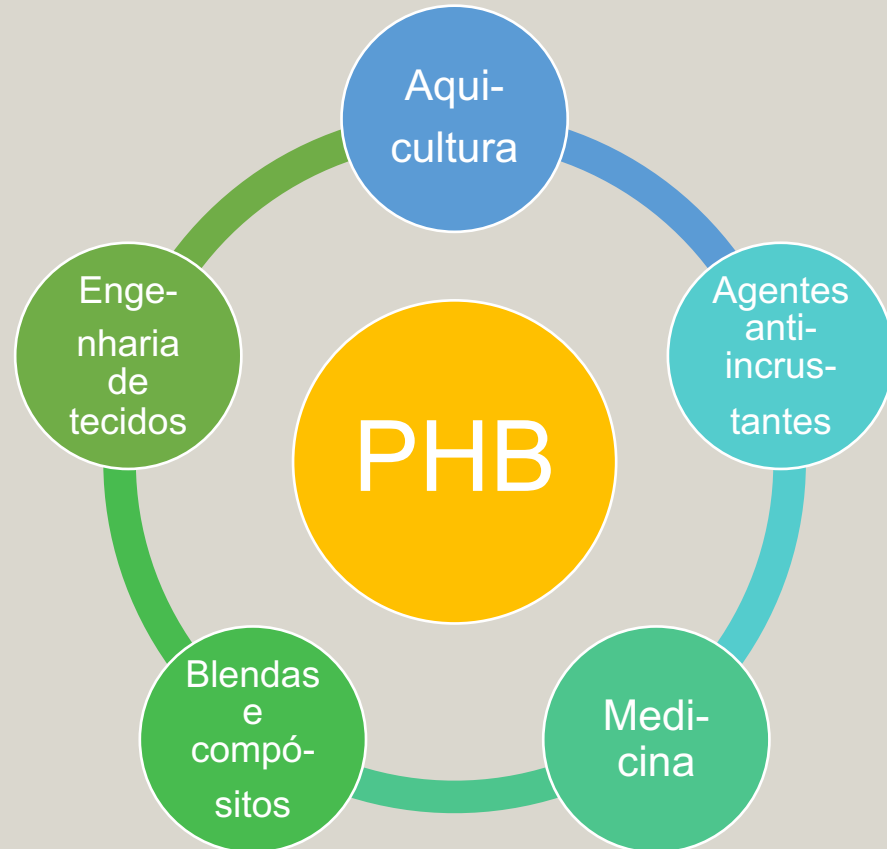 Aqui-
cultura
Agentes
anti-
incrus-
tantes
Medi-
cina
Blendas
e
compó-
sitos
Enge-
nharia
de
tecidos
PHB